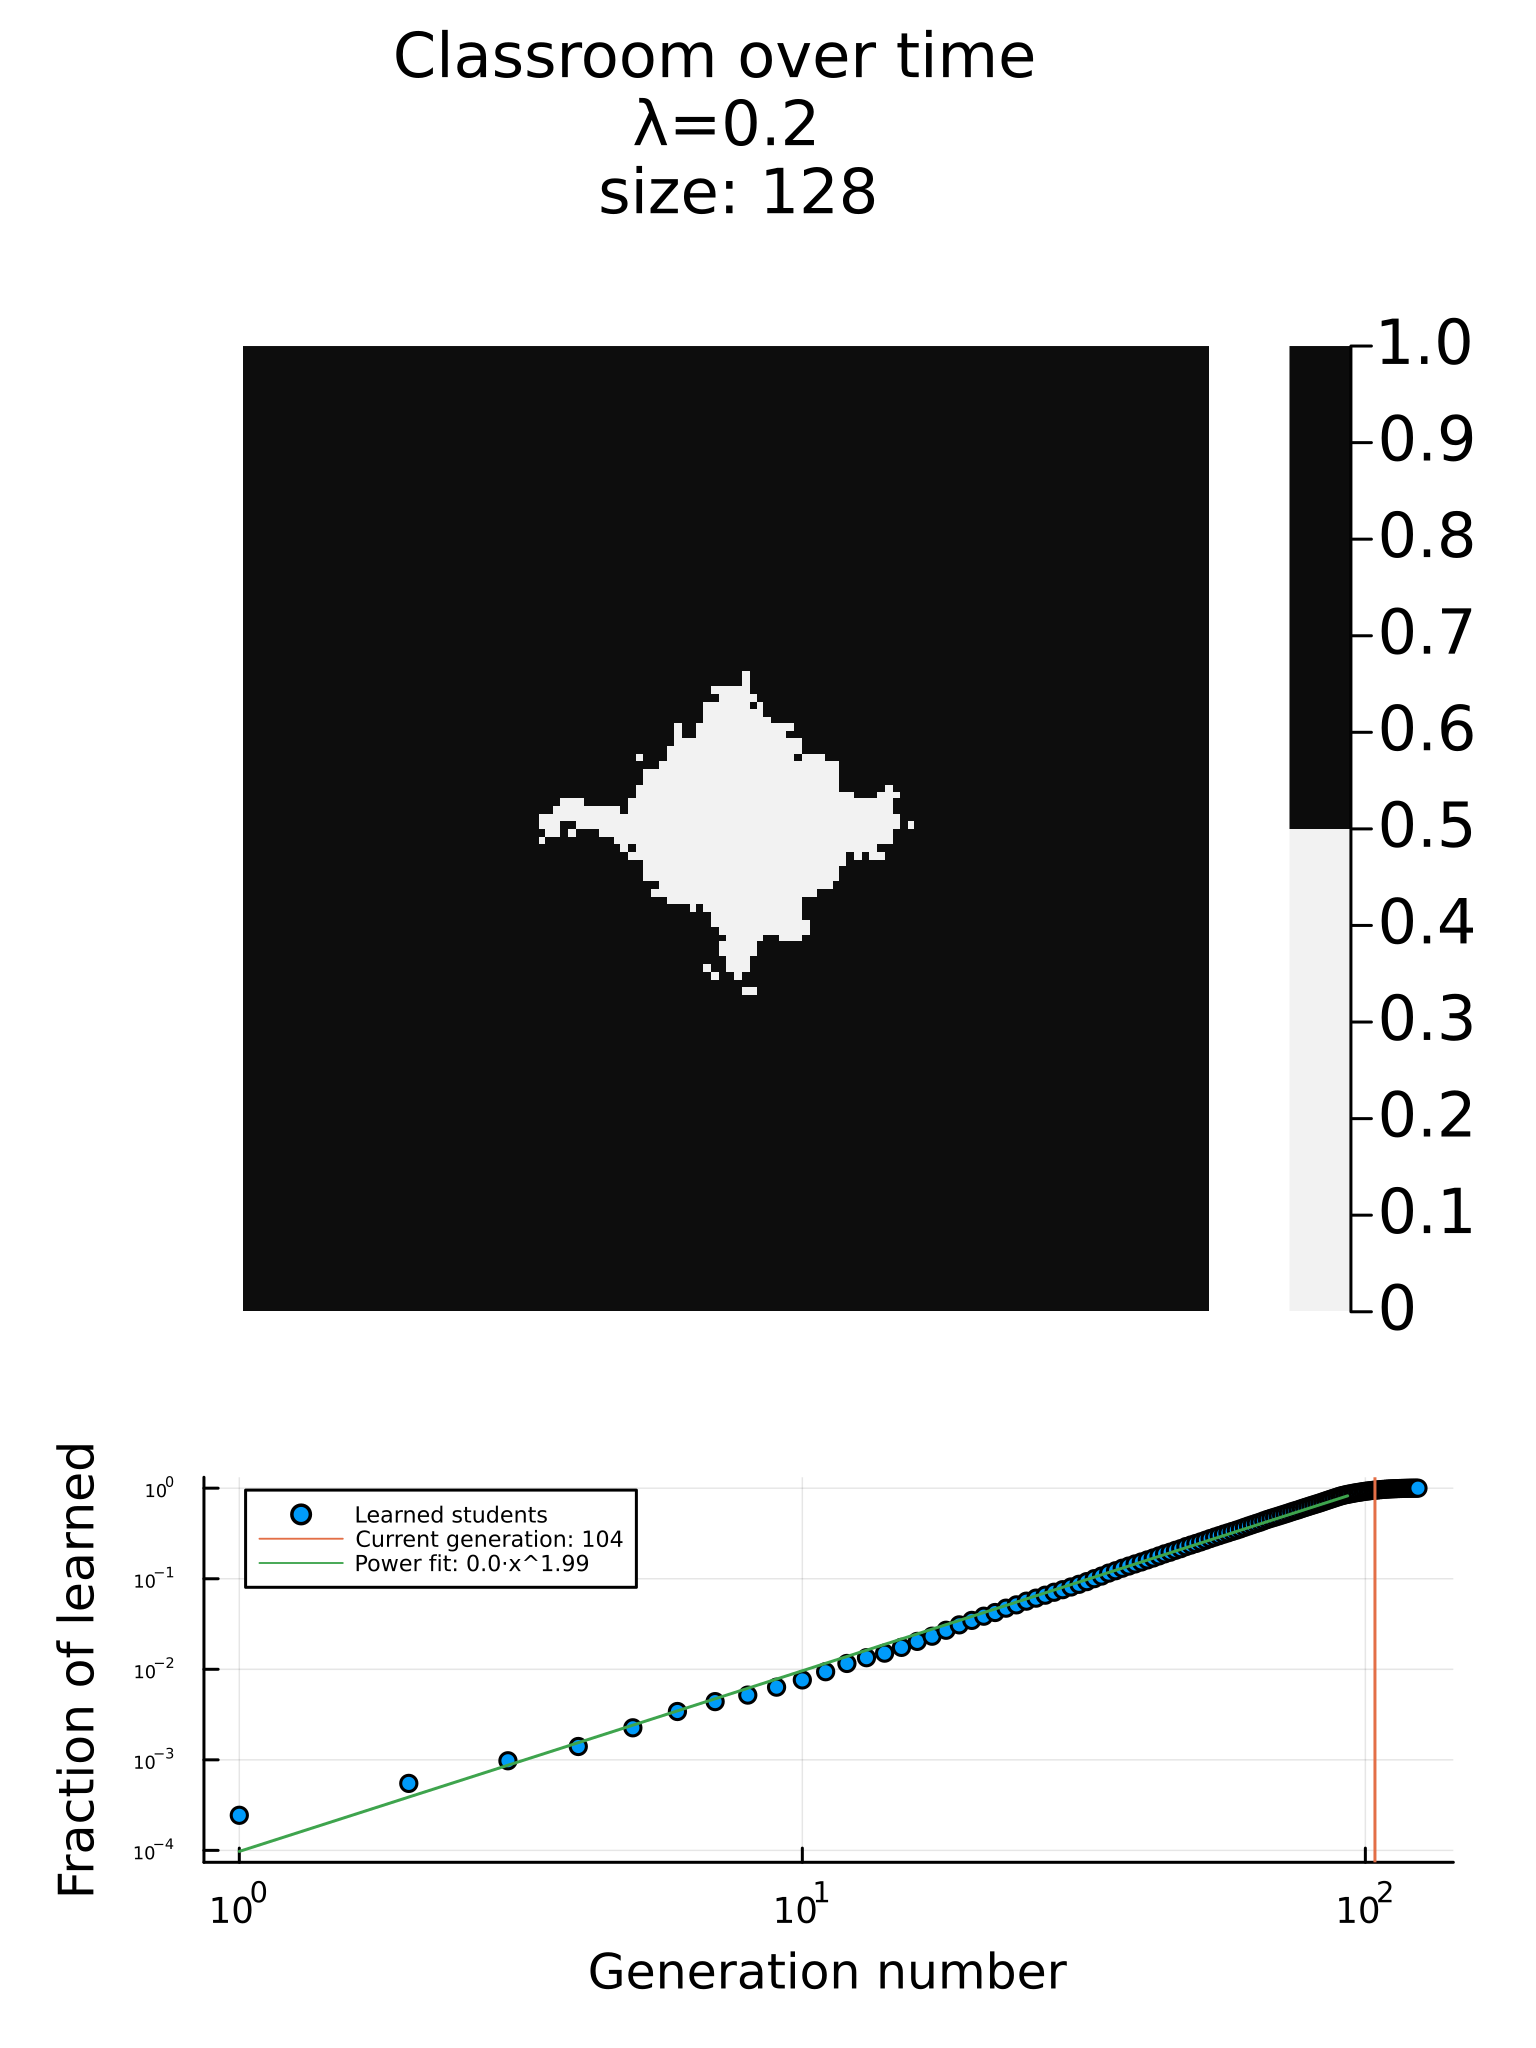 Classroom over time
λ=0.2
size: 128
1.0
0.9
0.8
0.7
0.6
0.5
0.4
0.3
0.2
0.1
0
Fraction of learned
10^0
10^-1
10^-2
10^-3
10^-4
Learned students
Current generation: 104
Power fit: 0.0·x^1.99
10^0 10^1 10^2
Generation number